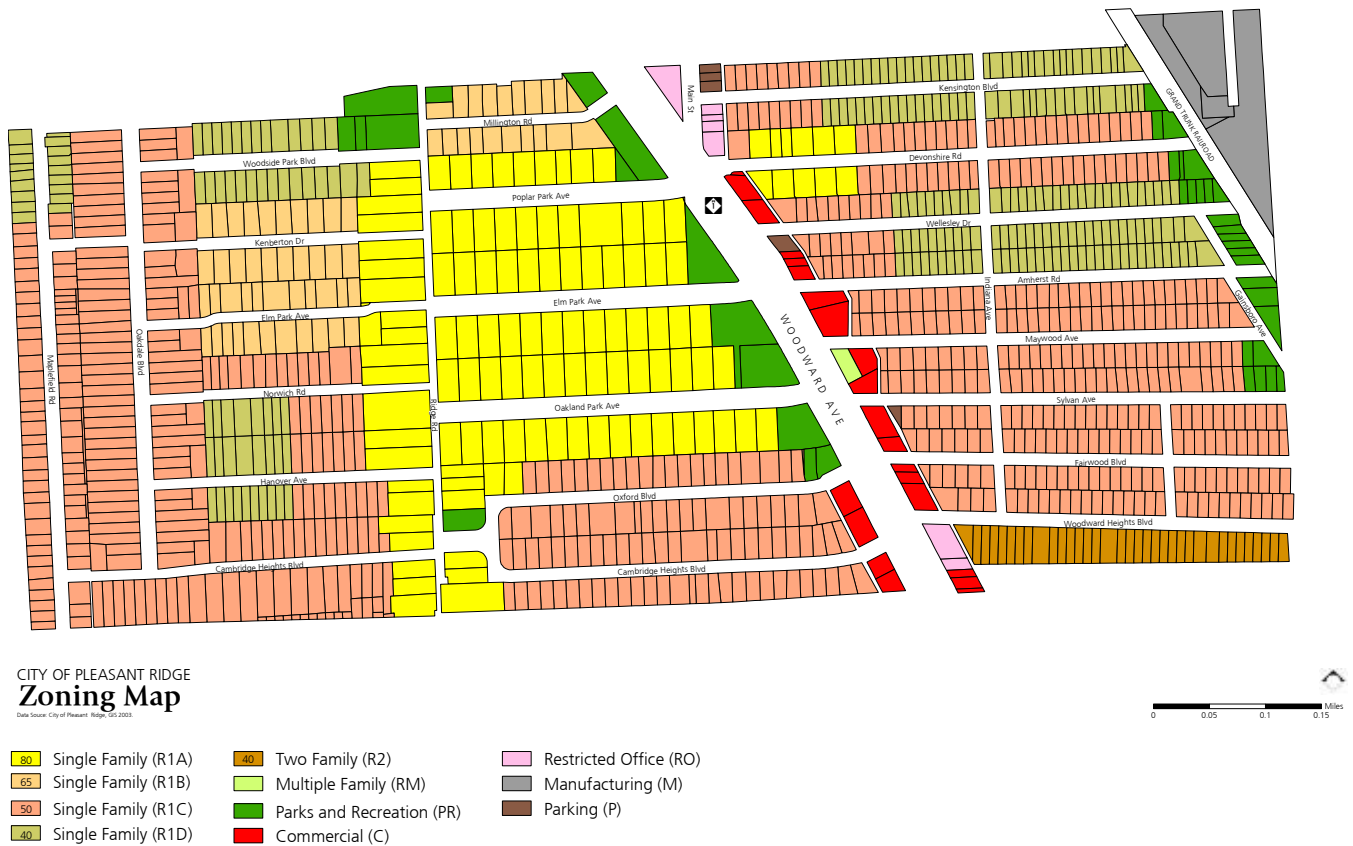 Main St
Kensington Blvd
GRAND TRUNK RAILROAD
Millington Rd
Devonshire Rd
Woodside Park Blvd
Poplar Park Ave
Wellesley Dr
Kenberton Dr
Amherst Rd
Indiana Ave
Gainsboro Ave
Elm Park Ave
Elm Park Ave
WOODWARD AVE
Maywood Ave
Oakdale Blvd
Maplefield Rd
Norwich Rd
Ridge Rd
Oakland Park Ave
Sylvan Ave
Fairwood Blvd
Hanover Ave
Oxford Blvd
Woodward Heights Blvd
Cambridge Heights Blvd
Cambridge Heights Blvd
CITY OF PLEASANT RIDGE
Zoning Map
Data Souce: City of Pleasant Ridge, GIS 2003.
Miles
0 0.05 0.1 0.15
80 Single Family (R1A)
65 Single Family (R1B)
50 Single Family (R1C)
40 Single Family (R1D)
40 Two Family (R2)
Multiple Family (RM)
Parks and Recreation (PR)
Commercial (C)
Restricted Office (RO)
Manufacturing (M)
Parking (P)